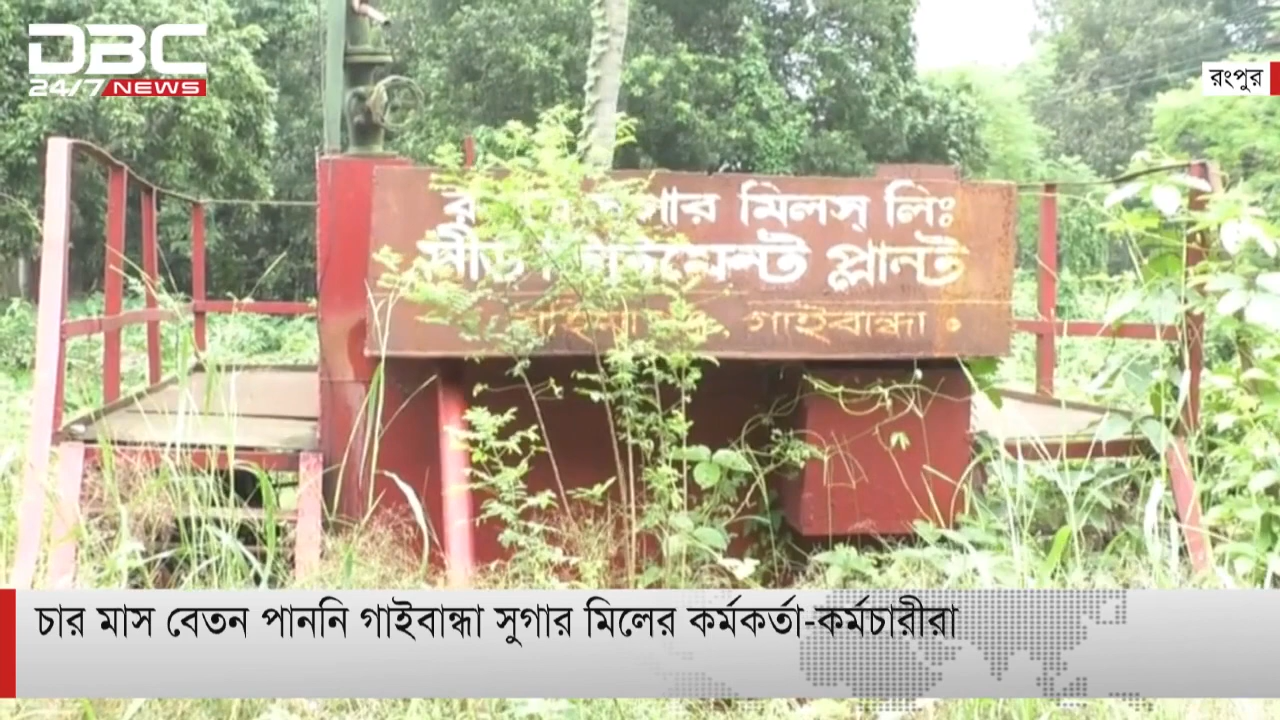 DBC
24/7 NEWS
রংপুর
সুগার মিলস্ লিঃ
প্লান্ট
গাইবান্ধা।
চার মাস বেতন পাননি গাইবান্ধা সুগার মিলের কর্মকর্তা-কর্মচারীরা